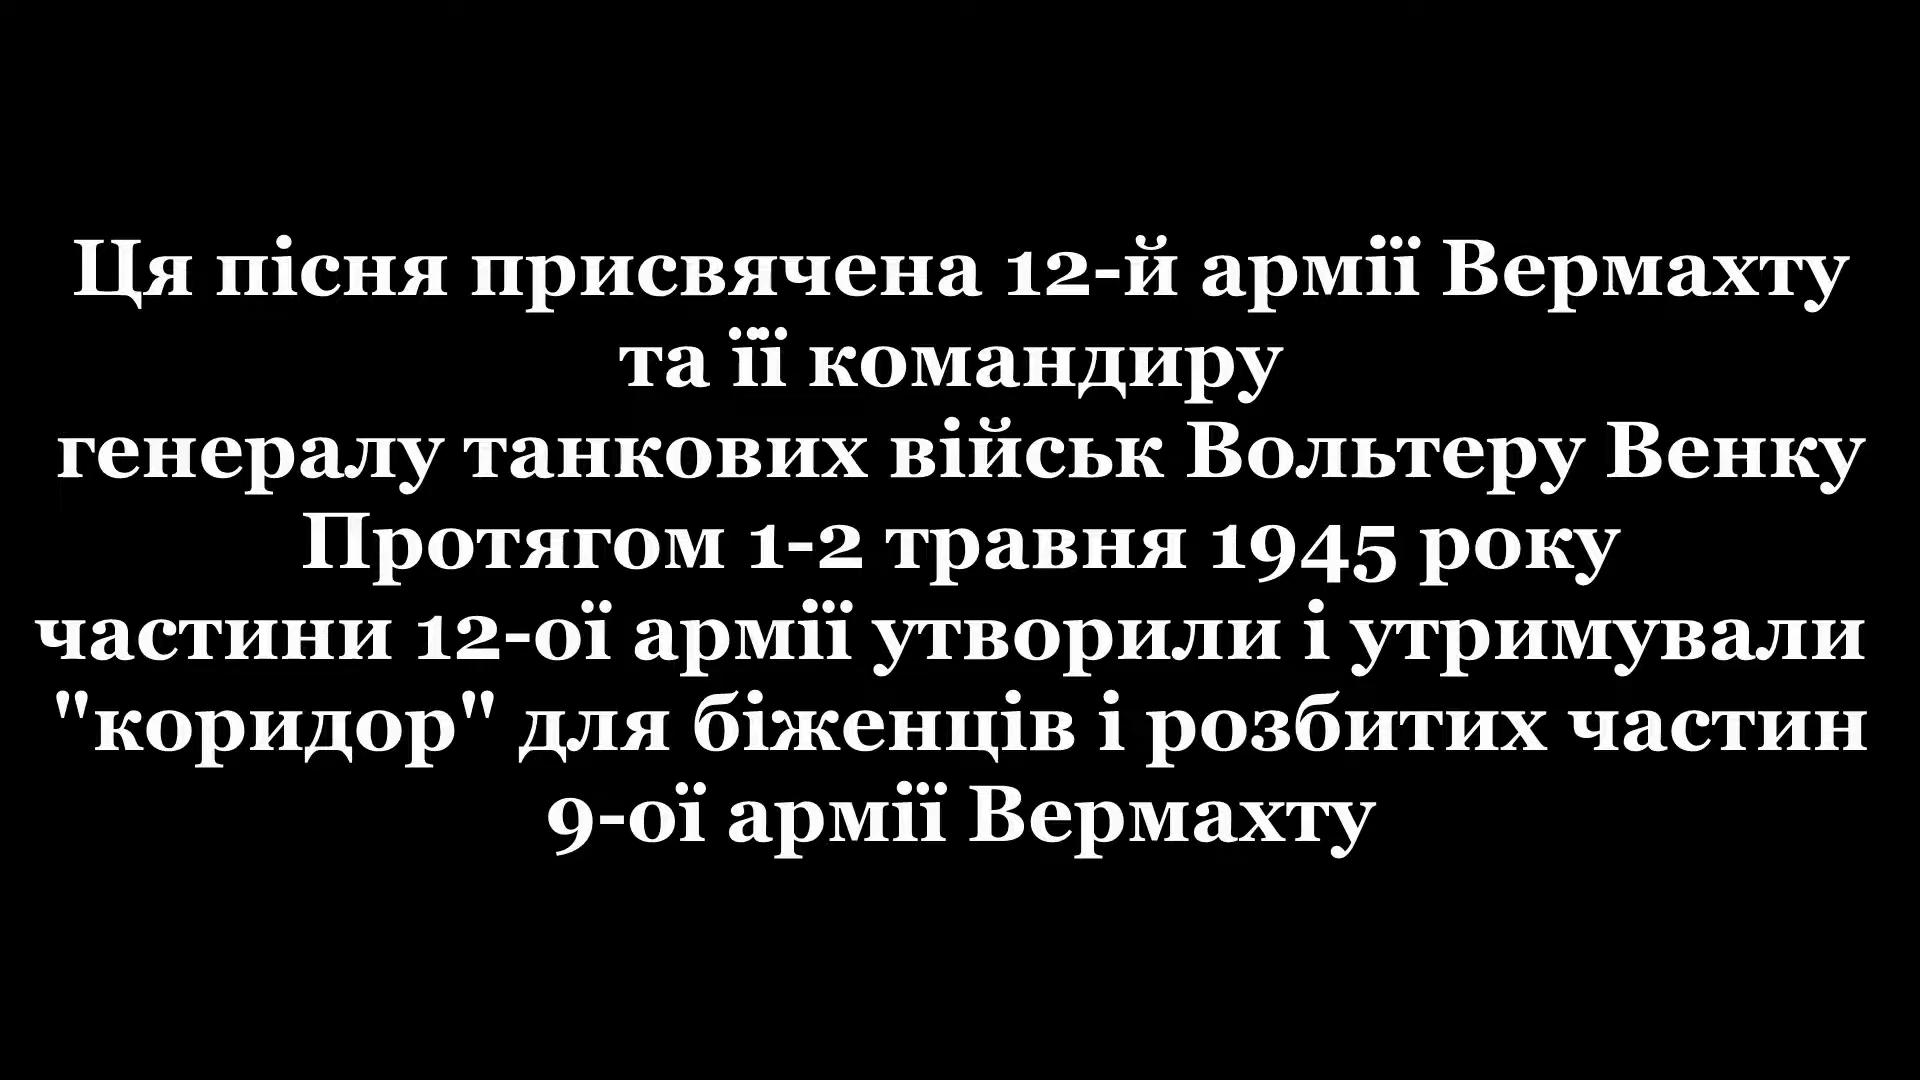 Ця пісня присвячена 12-й армії Вермахту
та її командиру
генералу танкових військ Вольтеру Венку
Протягом 1-2 травня 1945 року
частини 12-ої армії утворили і утримували
"коридор" для біженців і розбитих частин
9-ої армії Вермахту